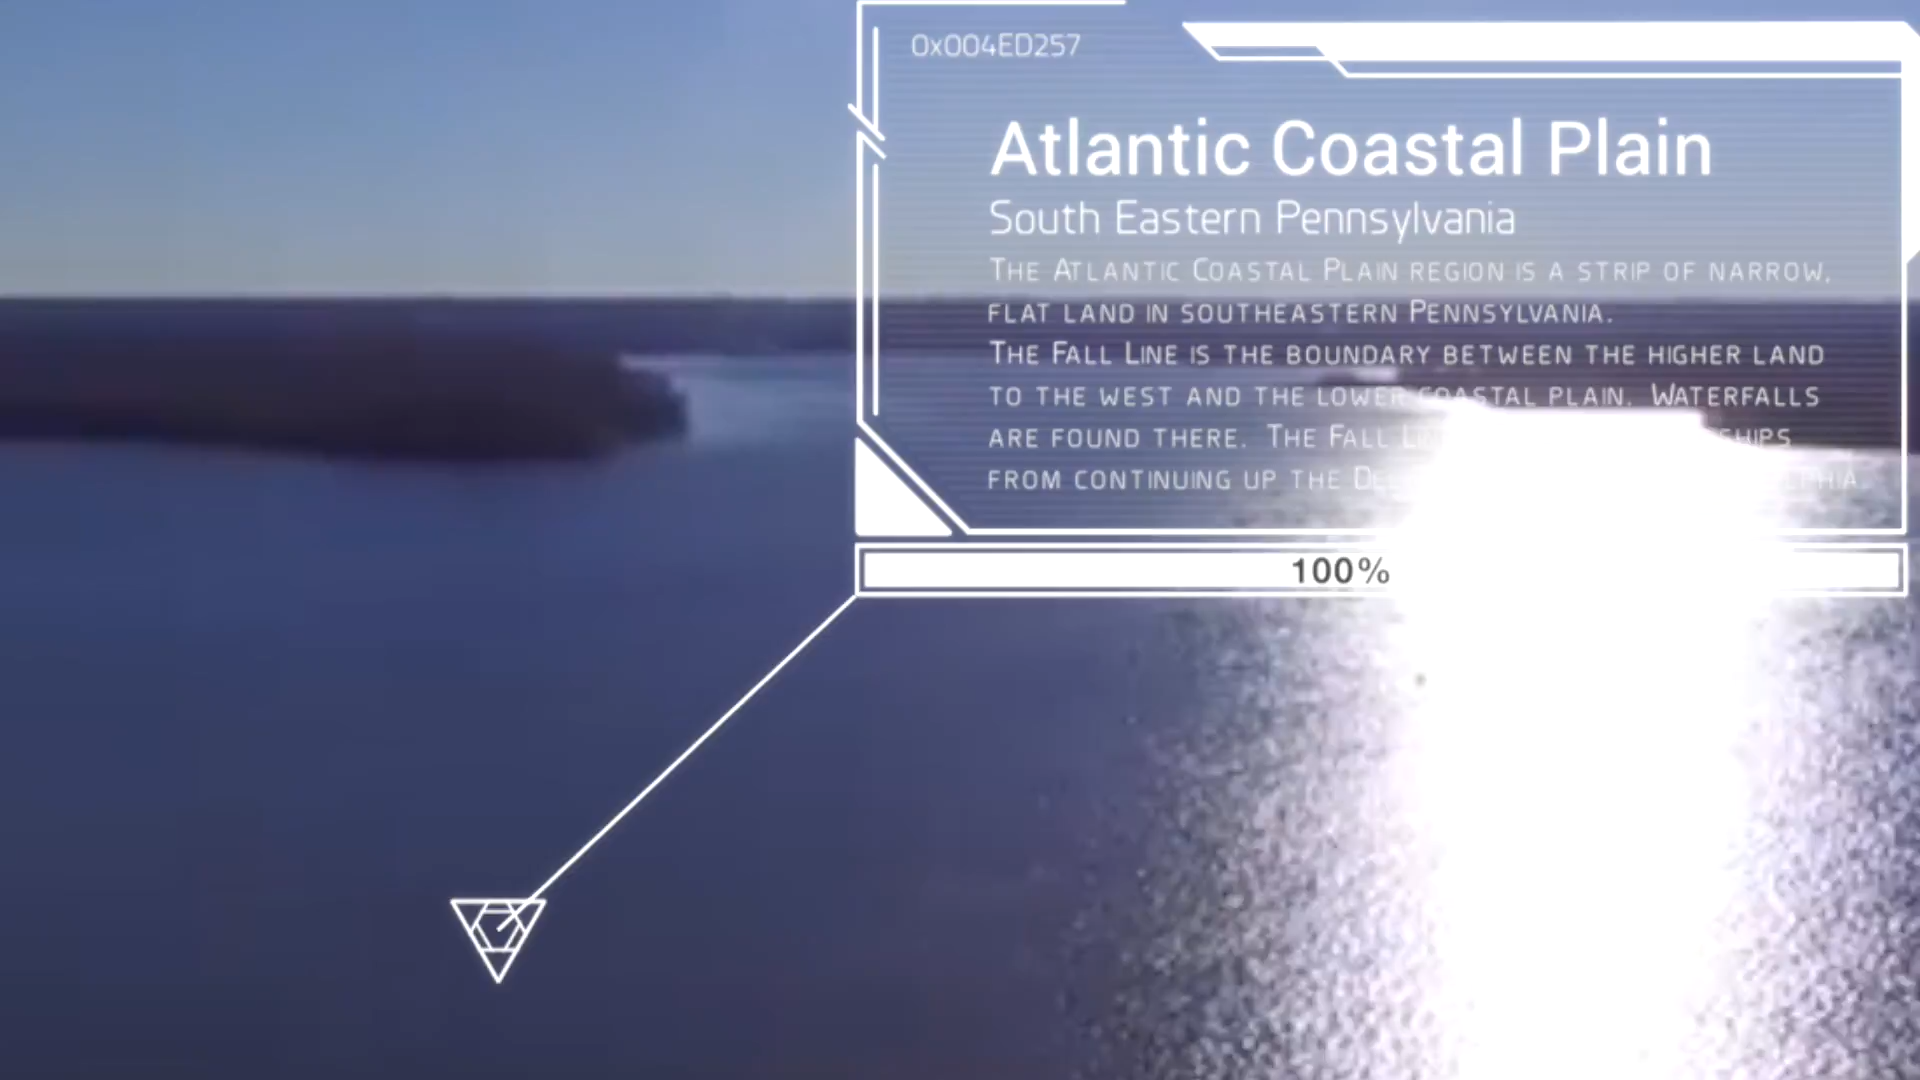 0x004ED257
Atlantic Coastal Plain
South Eastern Pennsylvania
The Atlantic Coastal Plain region is a strip of narrow,
flat land in southeastern Pennsylvania.
The Fall Line is the boundary between the higher land
to the west and the lower coastal plain. Waterfalls
are found there. The Fall
from continuing up the
100%